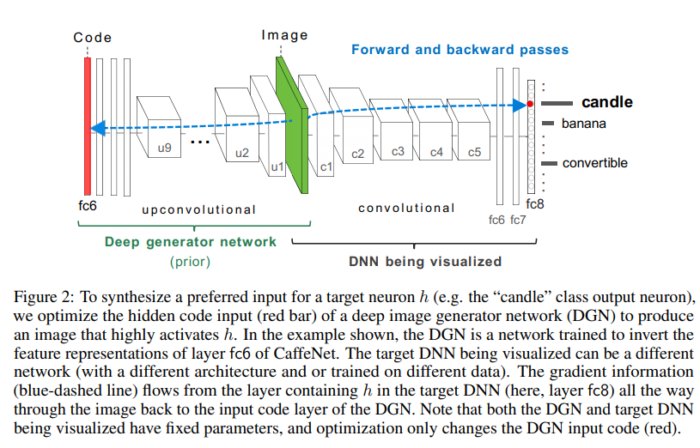 Code
Image
Forward and backward passes
candle
banana
convertible
u9
...
u2
u1
c1
c2
c3
c4
c5
fc6
upconvolutional
convolutional
fc6 fc7
fc8
Deep generator network
(prior)
DNN being visualized
Figure 2: To synthesize a preferred input for a target neuron h (e.g. the “candle” class output neuron),
we optimize the hidden code input (red bar) of a deep image generator network (DGN) to produce
an image that highly activates h. In the example shown, the DGN is a network trained to invert the
feature representations of layer fc6 of CaffeNet. The target DNN being visualized can be a different
network (with a different architecture and or trained on different data). The gradient information
(blue-dashed line) flows from the layer containing h in the target DNN (here, layer fc8) all the way
through the image back to the input code layer of the DGN. Note that both the DGN and target DNN
being visualized have fixed parameters, and optimization only changes the DGN input code (red).